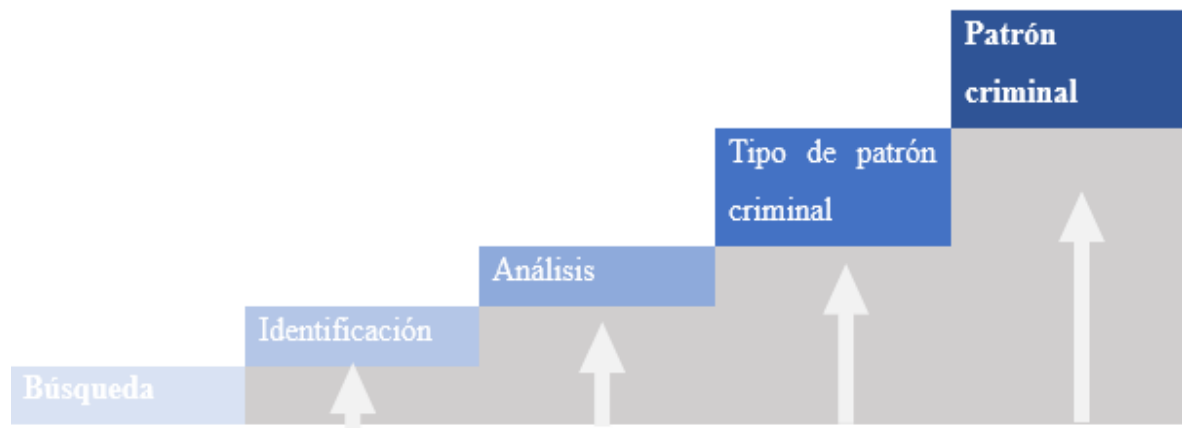 Patrón
criminal
Tipo de patrón
criminal
Análisis
Identificación
Búsqueda